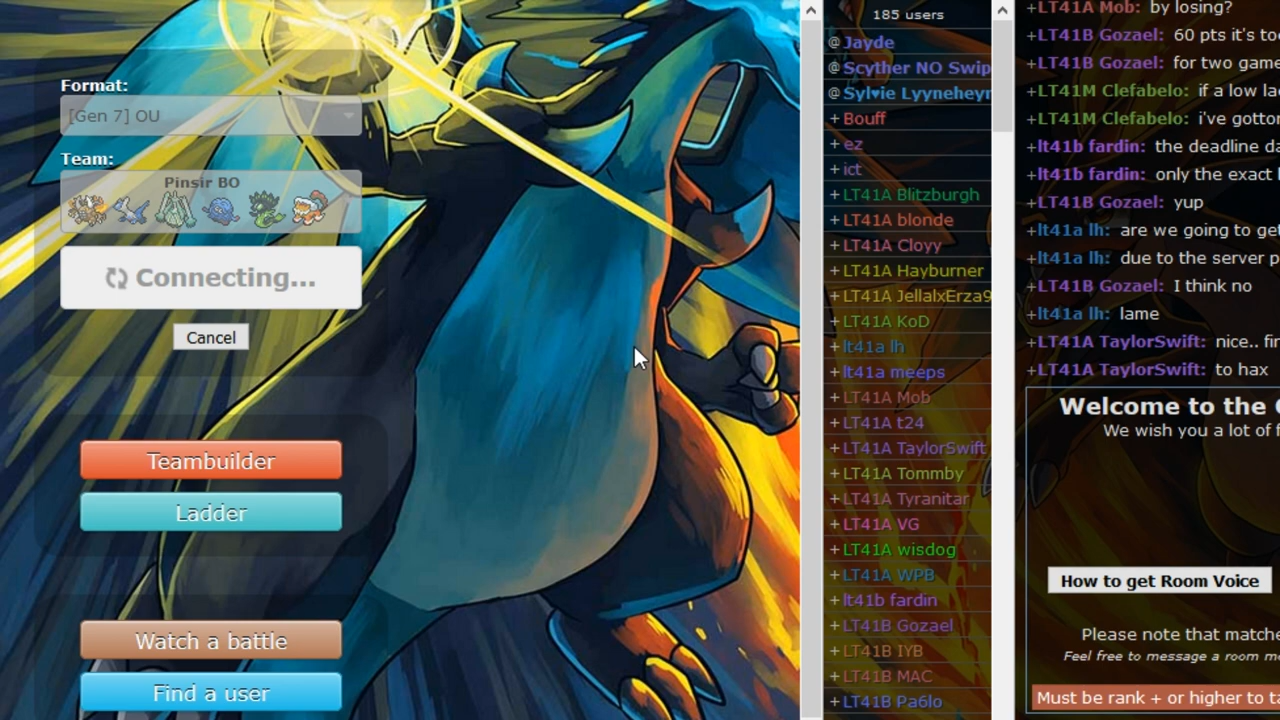 Format:
[Gen 7] OU
Team:
Pinsir BO
Connecting...
Cancel
Teambuilder
Ladder
Watch a battle
Find a user
185 users
@ Jayde
@ Scyther NO Swip
@ Sylvie Lyyneheyr
+ Bouff
+ ez
+ ict
+ LT41A Blitzburgh
+ LT41A blonde
+ LT41A Cloyy
+ LT41A Hayburner
+ LT41A JellalxErza9
+ LT41A KoD
+ lt41a lh
+ lt41a meeps
+ LT41A Mob
+ LT41A t24
+ LT41A TaylorSwift
+ LT41A Tommby
+ LT41A Tyranitar
+ LT41A VG
+ LT41A wisdog
+ LT41A WPB
+ lt41b fardin
+ LT41B Gozael
+ LT41B IYB
+ LT41B MAC
+ LT41B Pa6lo
+LT41A Mob: by losing?
+LT41B Gozael: 60 pts it's too
+LT41B Gozael: for two game
+LT41M Clefabelo: if a low la
+LT41M Clefabelo: i've gotto
+lt41b fardin: the deadline da
+lt41b fardin: only the exact
+LT41B Gozael: yup
+lt41a lh: are we going to get
+lt41a lh: due to the server p
+LT41B Gozael: I think no
+lt41a lh: lame
+LT41A TaylorSwift: nice.. fi
+LT41A TaylorSwift: to hax
Welcome to the
We wish you a lot of f
How to get Room Voice
Please note that matche
Feel free to message a room m
Must be rank + or higher to ta